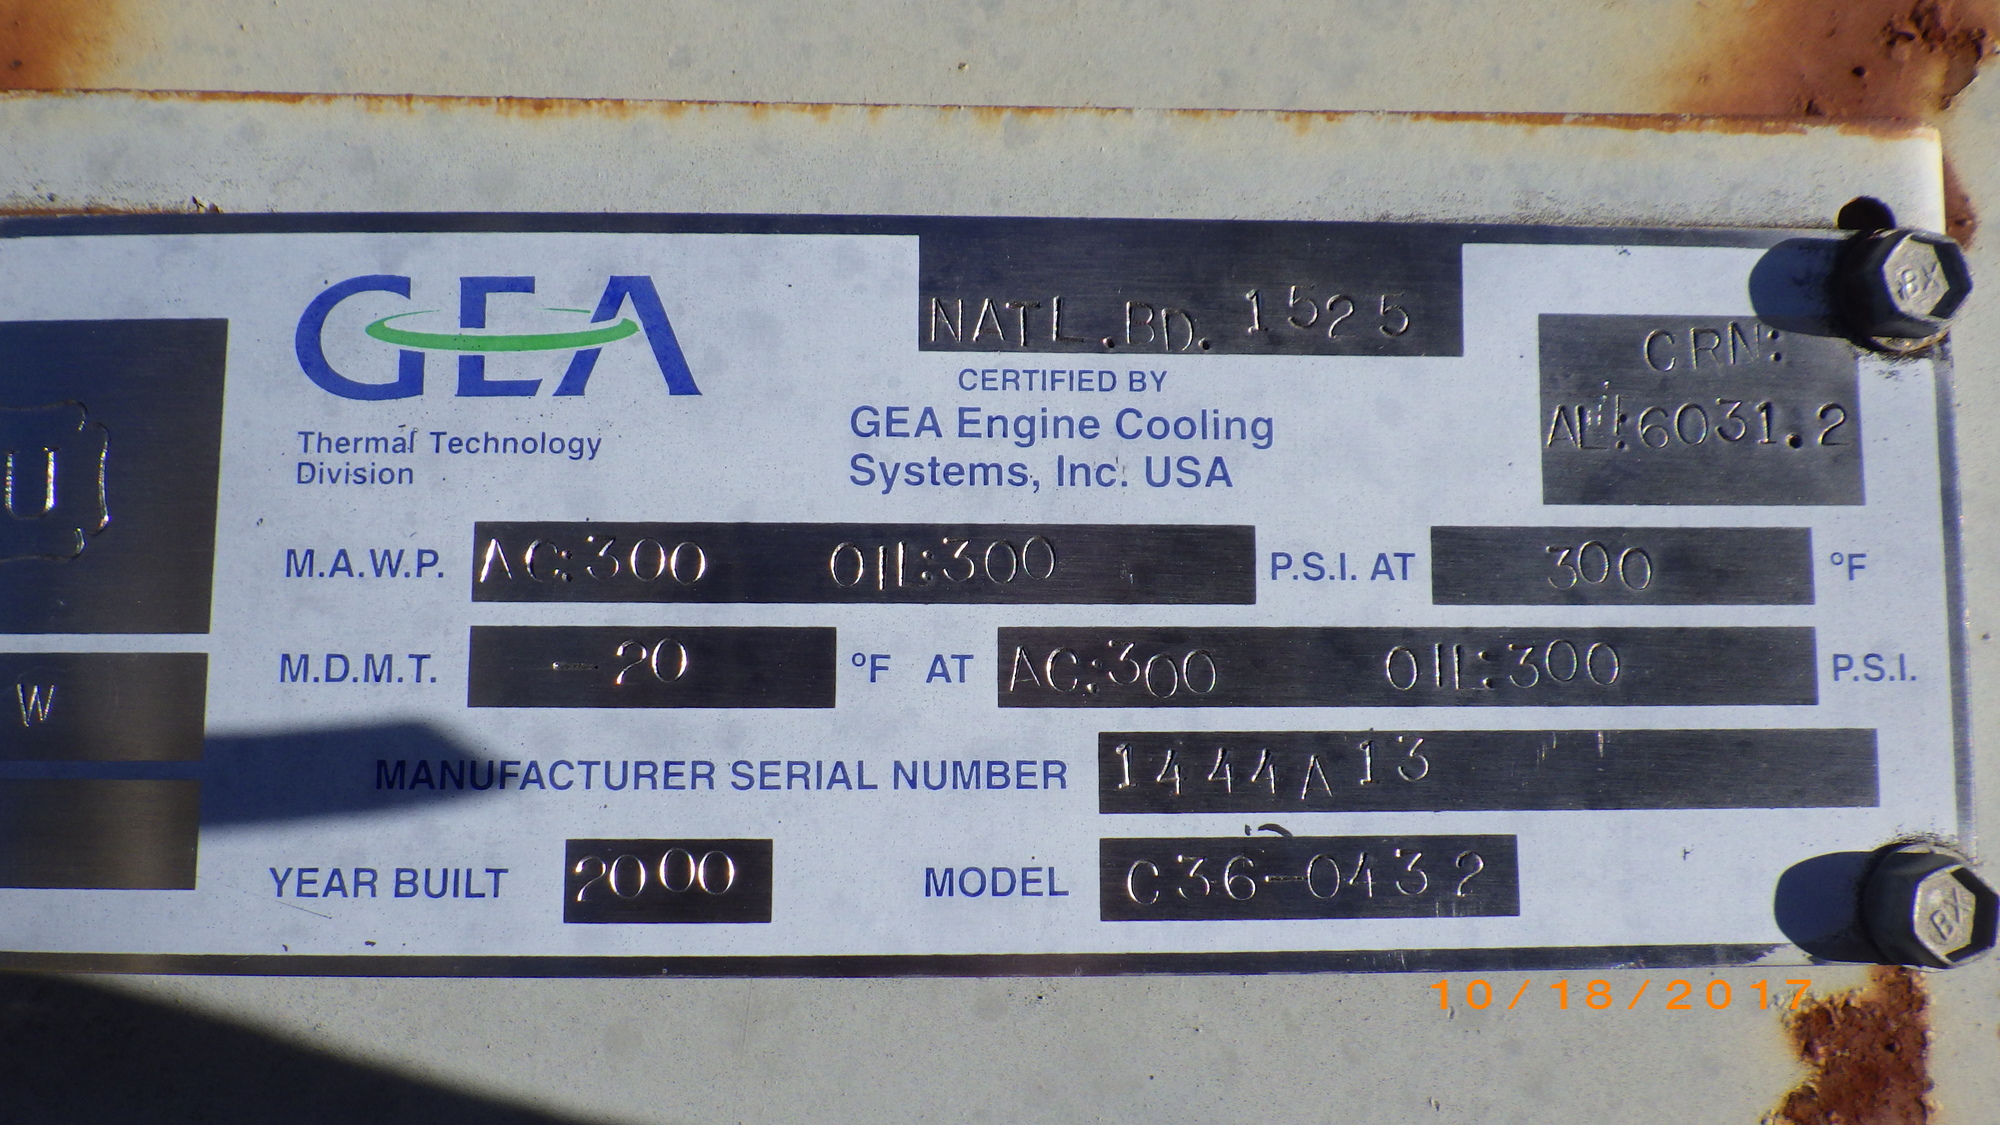 GEA
Thermal Technology
Division
NATL.BD. 1525
CERTIFIED BY
GEA Engine Cooling
Systems, Inc. USA
CRN:
6031.2
U
M.A.W.P. AC:300 OIL:300 P.S.I. AT 300 °F
M.D.M.T. -20 °F AT AC:300 OIL:300 P.S.I.
W
MANUFACTURER SERIAL NUMBER 1444A13
YEAR BUILT 2000 MODEL C36-0432
BX
BX
10/18/2017